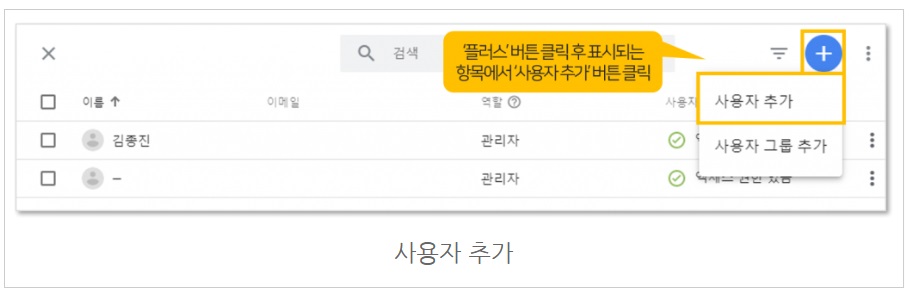 검색
'플러스' 버튼 클릭 후 표시되는
항목에서 '사용자 추가' 버튼 클릭
이름 이메일 역할 사용자
사용자 추가
김종진 관리자
사용자 그룹 추가
– 관리자 액세스 권한 있음
사용자 추가